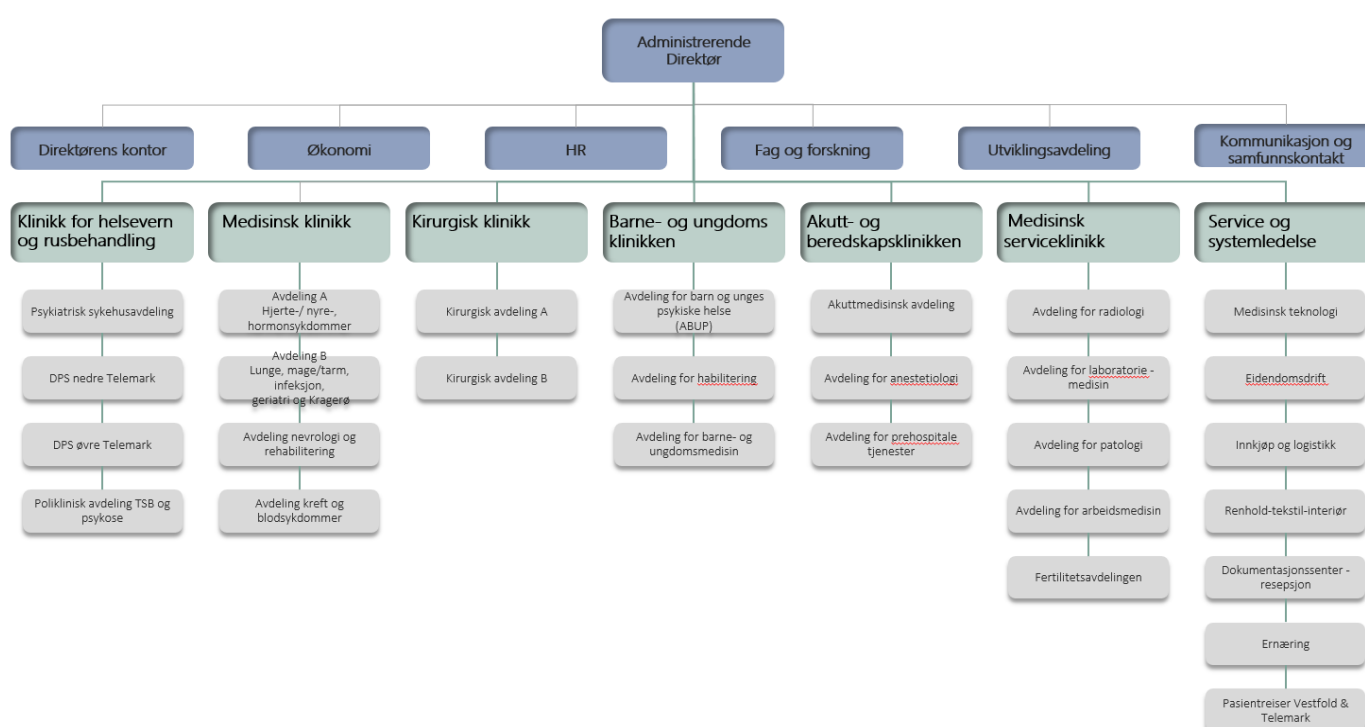 Administrerende
Direktør
Direktørens kontor
Økonomi
HR
Fag og forskning
Utviklingsavdeling
Kommunikasjon og
samfunnskontakt
Klinikk for helsevern
og rusbehandling
Medisinsk klinikk
Kirurgisk klinikk
Barne- og ungdoms
klinikken
Akutt- og
beredskapsklinikken
Medisinsk
serviceklinikk
Service og
systemledelse
Psykiatrisk sykehusavdeling
DPS nedre Telemark
DPS øvre Telemark
Poliklinisk avdeling TSB og
psykose
Avdeling A
Hjerte-/ nyre-,
hormonsykdommer
Avdeling B
Lunge, mage/tarm,
infeksjon,
geriatri og Kragerø
Avdeling nevrologi og
rehabilitering
Avdeling kreft og
blodsykdommer
Kirurgisk avdeling A
Kirurgisk avdeling B
Avdeling for barn og unges
psykiske helse
(ABUP)
Avdeling for habilitering
Avdeling for barne- og
ungdomsmedisin
Akuttmedisinsk avdeling
Avdeling for anestetiologi
Avdeling for prehospitale
tjenester
Avdeling for radiologi
Avdeling for laboratorie -
medisin
Avdeling for patologi
Avdeling for arbeidsmedisin
Fertilitetsavdelingen
Medisinsk teknologi
Eidendomsdrift
Innkjøp og logistikk
Renhold-tekstil-interiør
Dokumentasjonssenter -
resepsjon
Ernæring
Pasientreiser Vestfold &
Telemark